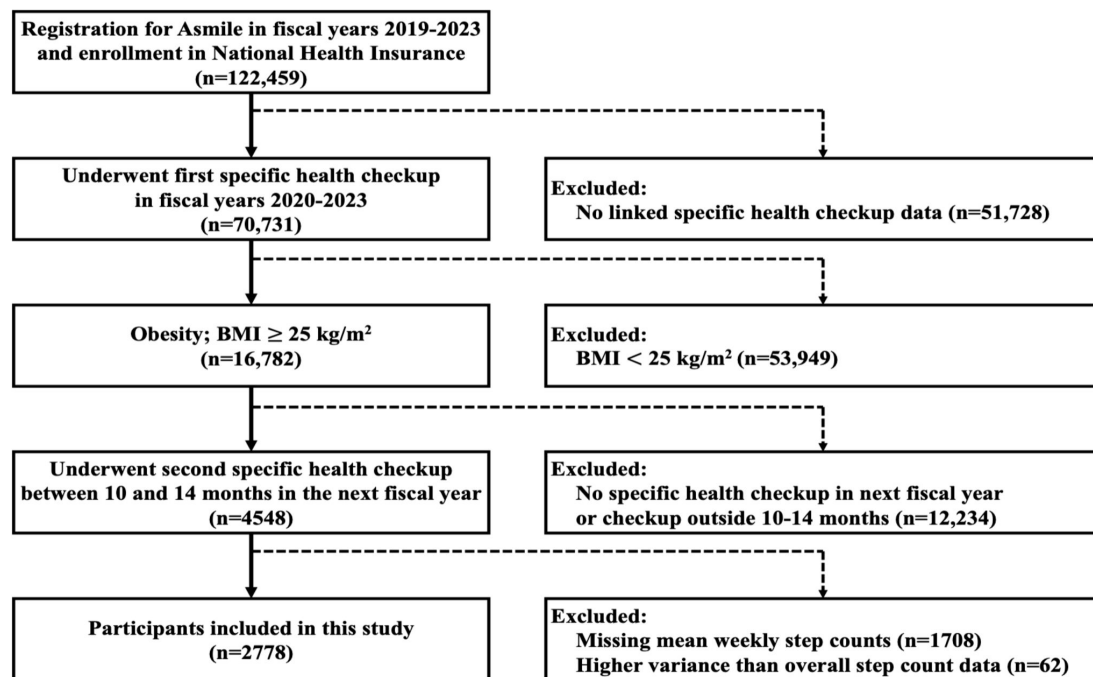 Registration for Asmile in fiscal years 2019-2023
and enrollment in National Health Insurance
(n=122,459)
Underwent first specific health checkup
in fiscal years 2020-2023
(n=70,731)
Excluded:
No linked specific health checkup data (n=51,728)
Obesity; BMI ≥ 25 kg/m²
(n=16,782)
Excluded:
BMI < 25 kg/m² (n=53,949)
Underwent second specific health checkup
between 10 and 14 months in the next fiscal year
(n=4548)
Excluded:
No specific health checkup in next fiscal year
or checkup outside 10-14 months (n=12,234)
Participants included in this study
(n=2778)
Excluded:
Missing mean weekly step counts (n=1708)
Higher variance than overall step count data (n=62)